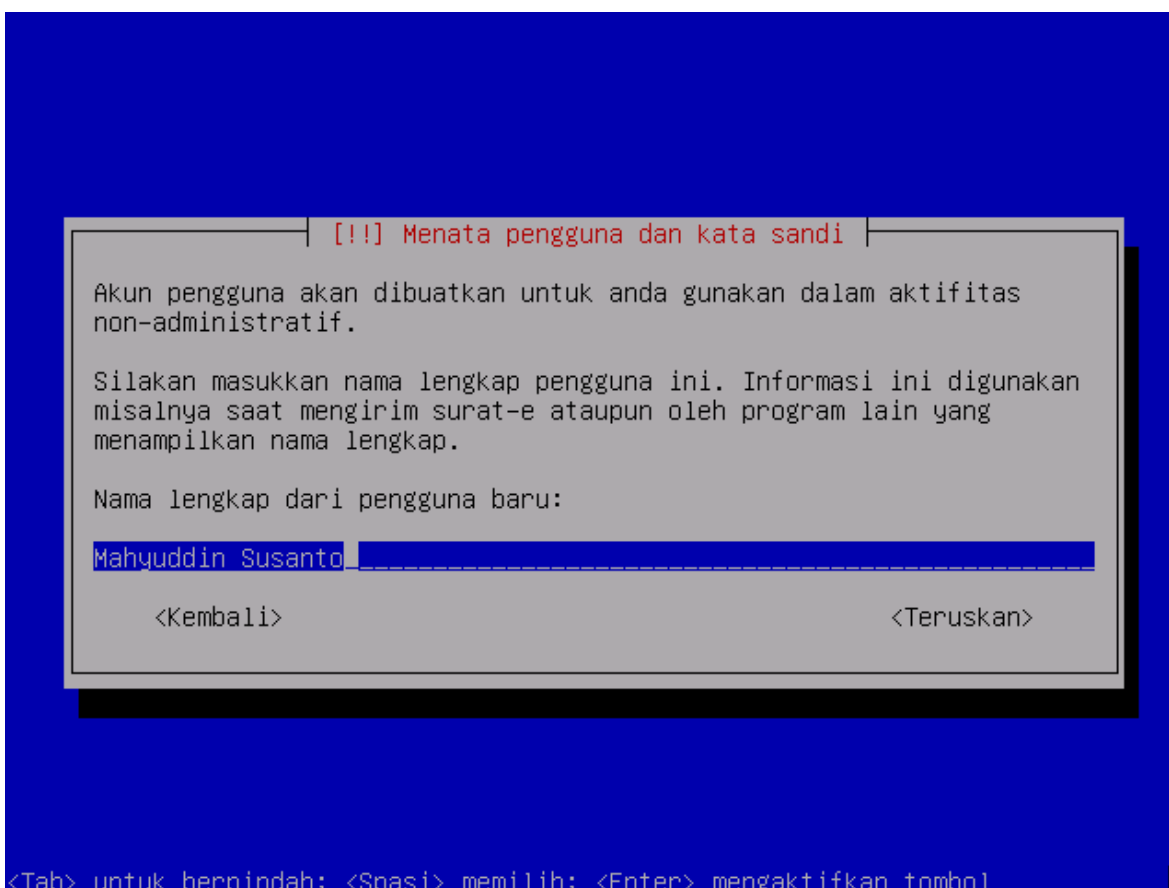 [!!] Menata pengguna dan kata sandi
Akun pengguna akan dibuatkan untuk anda gunakan dalam aktifitas
non-administratif.
Silakan masukkan nama lengkap pengguna ini. Informasi ini digunakan
misalnya saat mengirim surat-e ataupun oleh program lain yang
menampilkan nama lengkap.
Nama lengkap dari pengguna baru:
Mahyuddin Susanto
<Kembali> <Teruskan>
<Tab> untuk berpindah; <Spasi> memilih; <Enter> mengaktifkan tombol